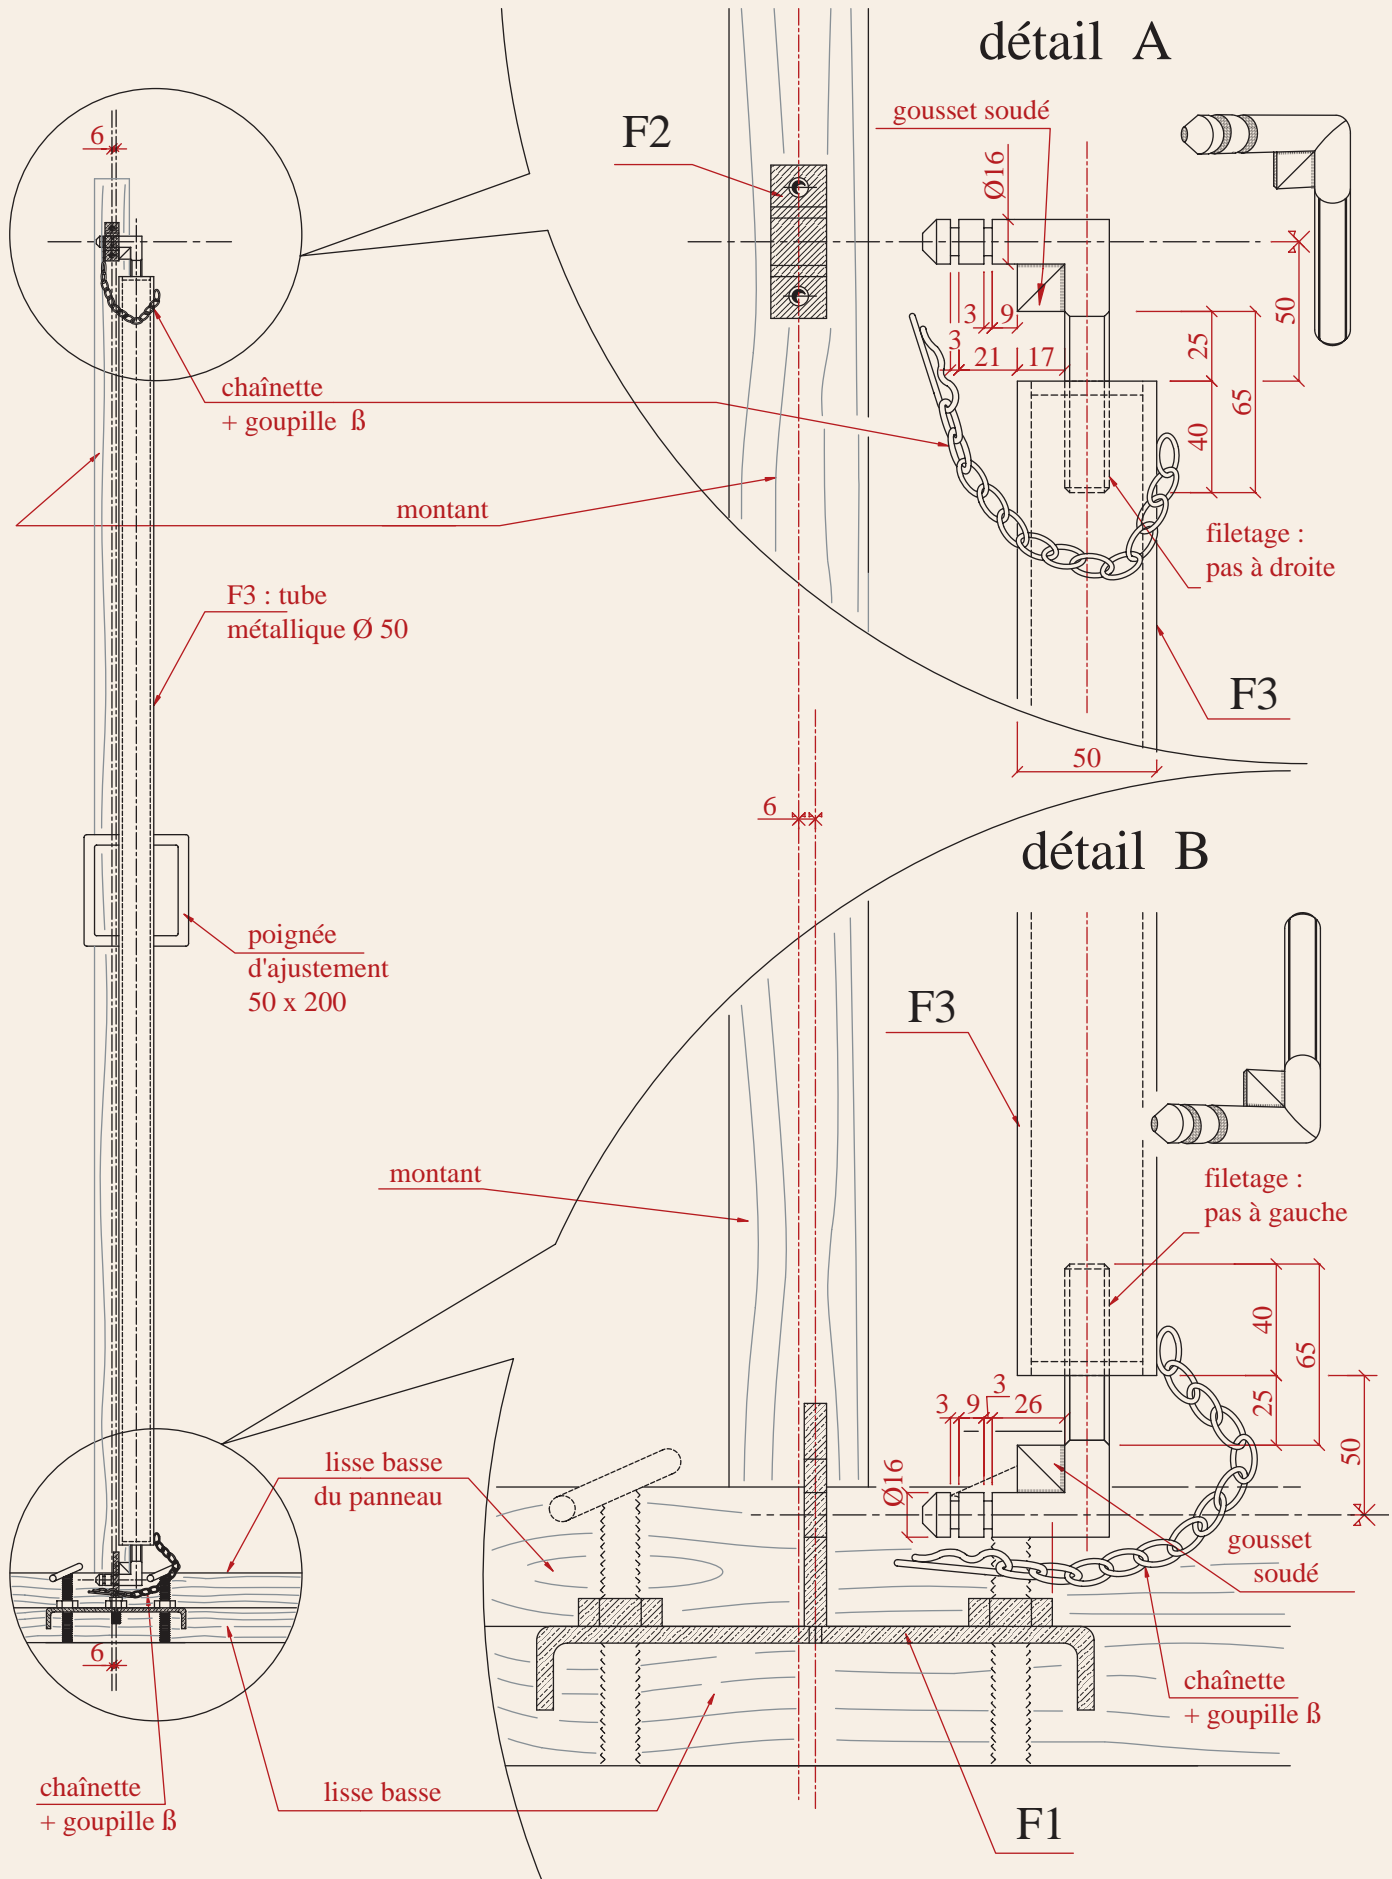 détail A
F2
gousset soudé
6
Ø16
3
9
3
21
17
25
50
65
40
chaînette
+ goupille ß
montant
filetage :
pas à droite
F3 : tube
métallique Ø 50
F3
50
6
détail B
poignée
d'ajustement
50 x 200
F3
montant
filetage :
pas à gauche
40
65
25
50
3
9
3
26
Ø16
lisse basse
du panneau
gousset
soudé
6
chaînette
+ goupille ß
chaînette
+ goupille ß
lisse basse
F1